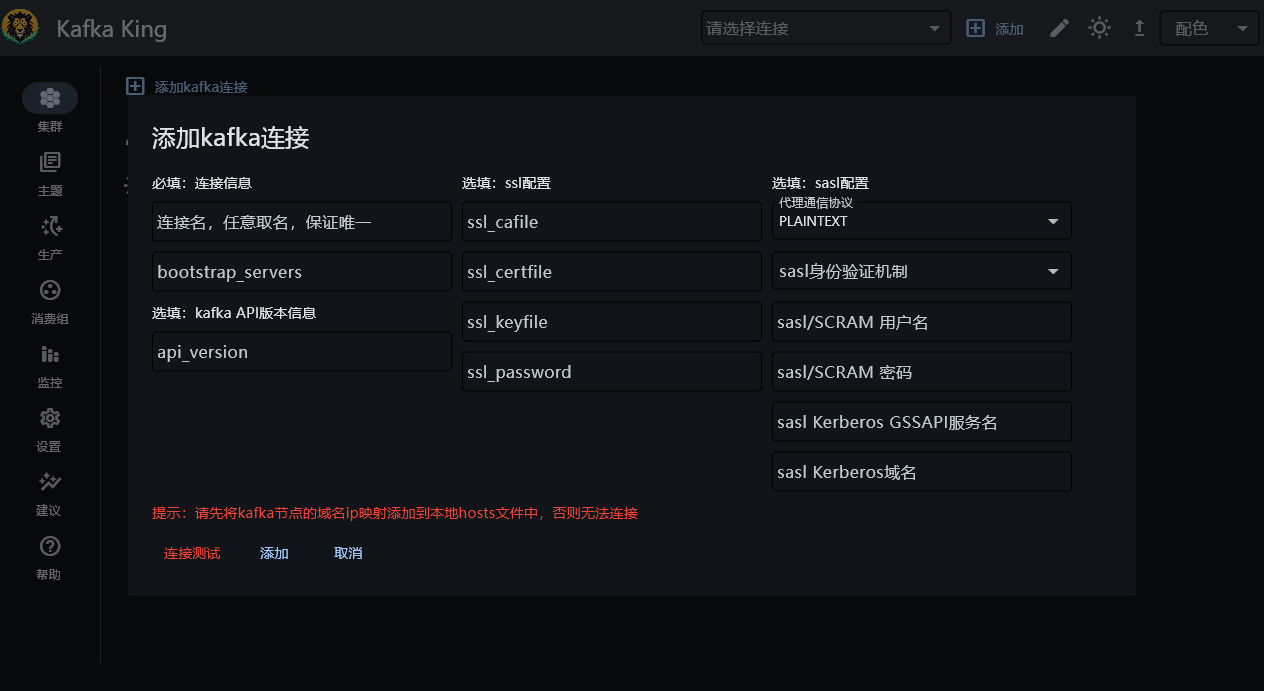 Kafka King
请选择连接
添加
配色
集群
主题
生产
消费组
监控
设置
建议
帮助
添加kafka连接
添加kafka连接
必填：连接信息
连接名，任意取名，保证唯一
bootstrap_servers
选填：kafka API版本信息
api_version
选填：ssl配置
ssl_cafile
ssl_certfile
ssl_keyfile
ssl_password
选填：sasl配置
代理通信协议
PLAINTEXT
sasl身份验证机制
sasl/SCRAM 用户名
sasl/SCRAM 密码
sasl Kerberos GSSAPI服务名
sasl Kerberos域名
提示：请先将kafka节点的域名ip映射添加到本地hosts文件中，否则无法连接
连接测试
添加
取消